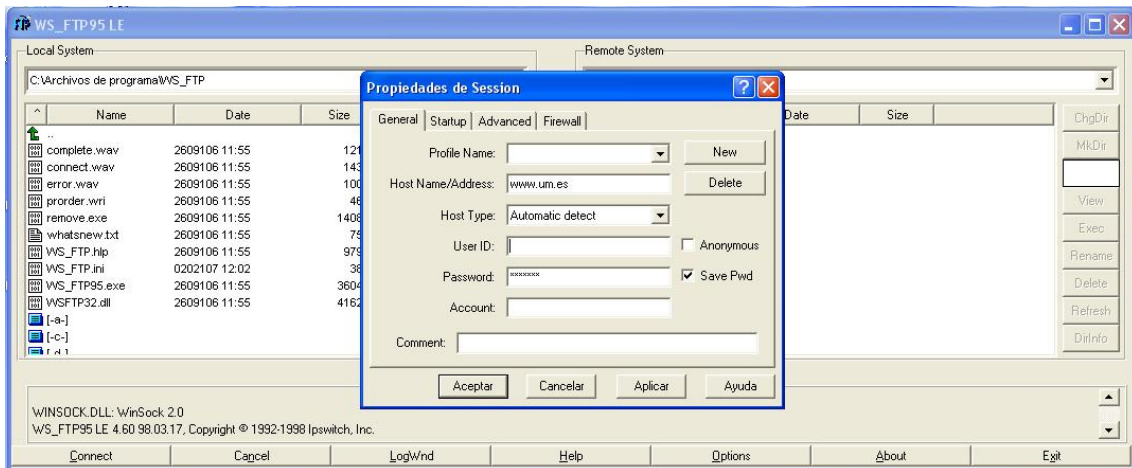 WS_FTP95 LE
Local System
Remote System
C:\Archivos de programa\WS_FTP
^ Name Date Size
Date Size
..
complete.wav 2609106 11:55 121
connect.wav 2609106 11:55 143
error.wav 2609106 11:55 100
prorder.wri 2609106 11:55 46
remove.exe 2609106 11:55 1408
whatsnew.txt 2609106 11:55 75
WS_FTP.hlp 2609106 11:55 979
WS_FTP.ini 0202107 12:02 38
WS_FTP95.exe 2609106 11:55 3604
WSFTP32.dll 2609106 11:55 4162
[-a-]
[-c-]
Propiedades de Session
General Startup Advanced Firewall
Profile Name: New
Host Name/Address: www.um.es Delete
Host Type: Automatic detect
User ID: Anonymous
Password: xxxxxxx Save Pwd
Account:
Comment:
Aceptar Cancelar Aplicar Ayuda
ChgDir
MkDir
View
Exec
Rename
Delete
Refresh
DirInfo
WINSOCK.DLL: WinSock 2.0
WS_FTP95 LE 4.60 98.03.17, Copyright © 1992-1998 Ipswitch, Inc.
Connect Cancel LogWnd Help Options About Exit